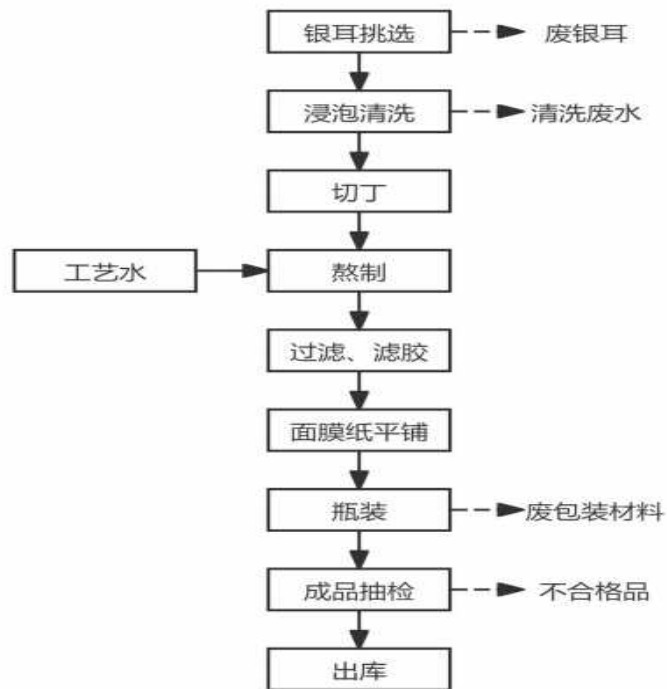 银耳挑选
废银耳
浸泡清洗
清洗废水
切丁
工艺水
熬制
过滤、滤胶
面膜纸平铺
瓶装
废包装材料
成品抽检
不合格品
出库